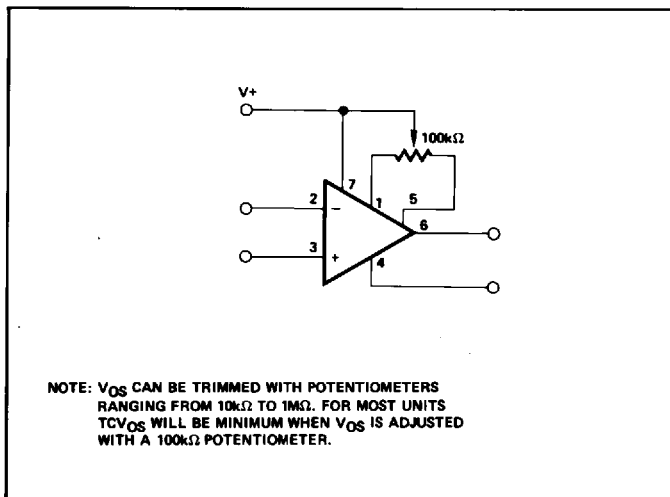 V+
100kΩ
7
2
−
1
5
6
3
+
4
NOTE: VOS CAN BE TRIMMED WITH POTENTIOMETERS
RANGING FROM 10kΩ TO 1MΩ. FOR MOST UNITS
TCVOS WILL BE MINIMUM WHEN VOS IS ADJUSTED
WITH A 100kΩ POTENTIOMETER.